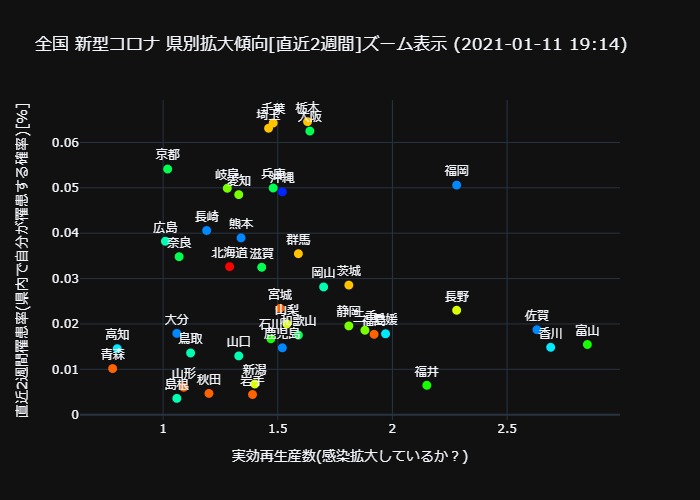 全国 新型コロナ 県別拡大傾向[直近2週間]ズーム表示 (2021-01-11 19:14)
直近2週間罹患率(県内で自分が罹患する確率)[%]
千葉
栃木
埼玉
大阪
0.06
京都
福岡
岐阜
愛知
兵庫
沖縄
0.05
長崎
熊本
広島
奈良
群馬
0.04
北海道
滋賀
岡山
茨城
0.03
宮城
長野
山梨
石川
和歌山
静岡
愛媛
大分
佐賀
0.02
高知
鳥取
山口
鹿児島
香川
富山
青森
0.01
山形
島根
秋田
新潟
岩手
福井
0
1
1.5
2
2.5
実効再生産数(感染拡大しているか？)